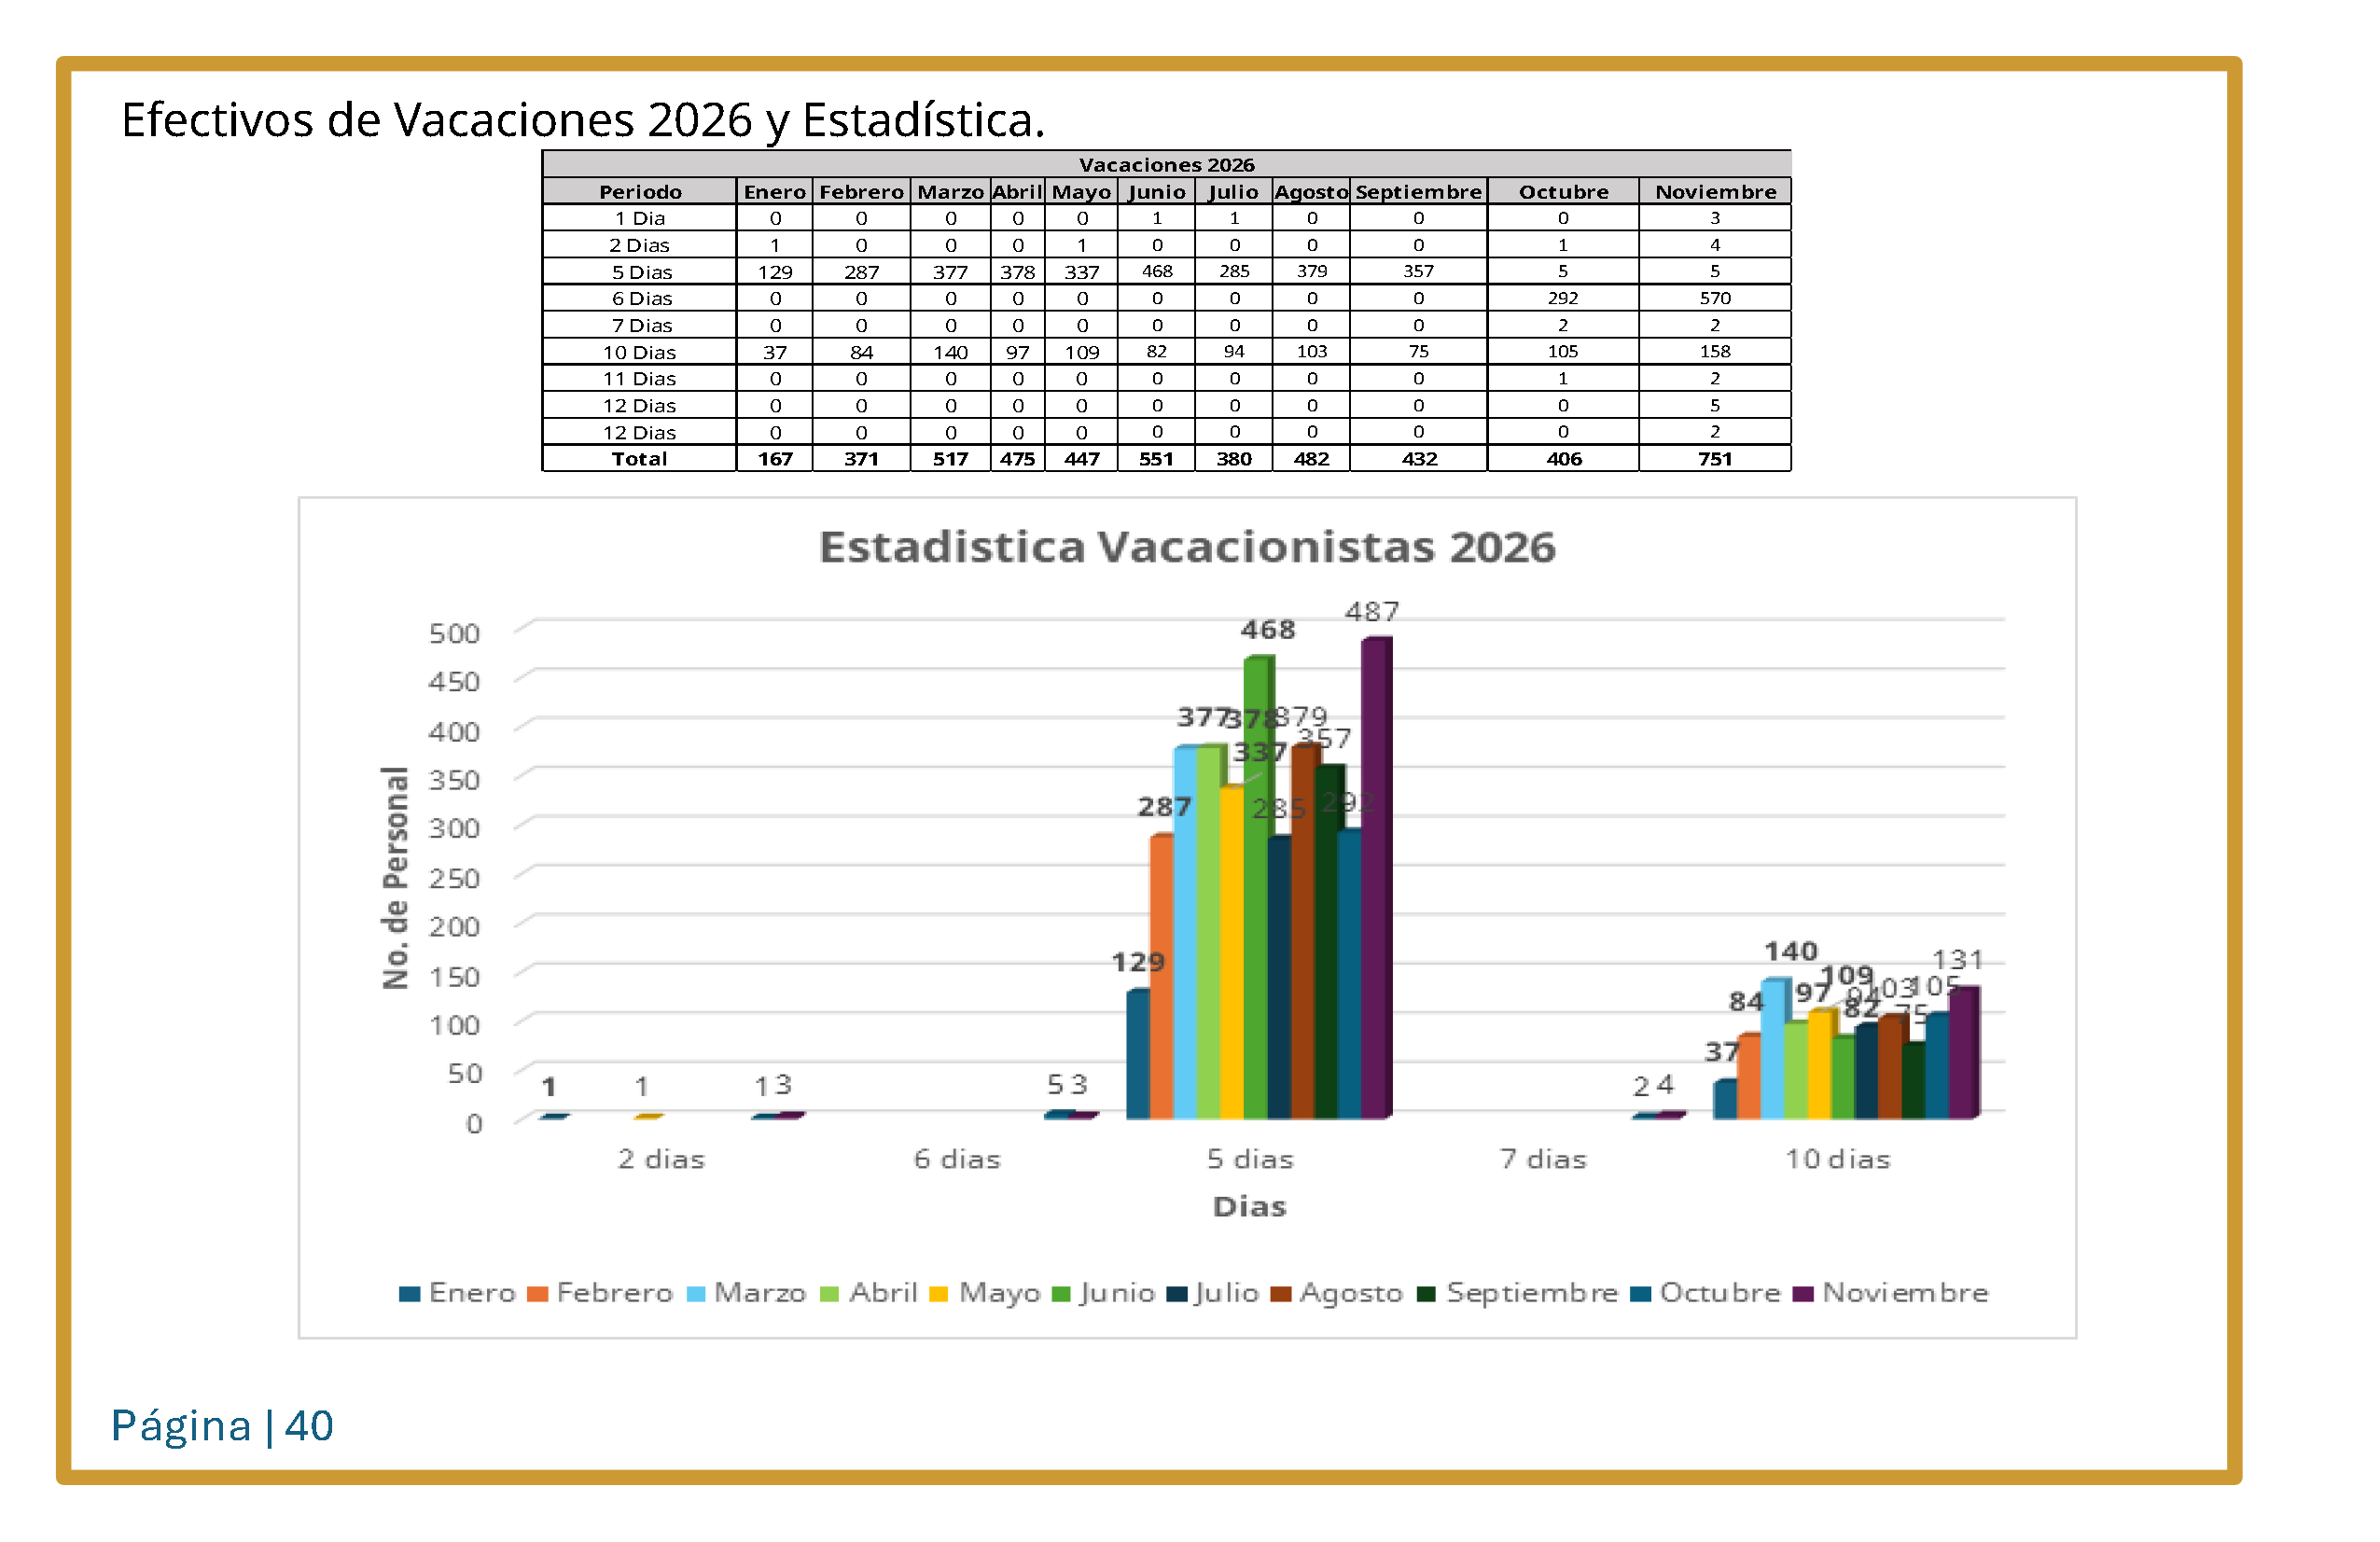 Efectivos de Vacaciones 2026 y Estadística.
Vacaciones 2026
Periodo Enero Febrero Marzo Abril Mayo Junio Julio Agosto Septiembre Octubre Noviembre
1 Dia 0 0 0 0 0 1 1 0 0 0 3
2 Dias 1 0 0 0 1 0 0 0 0 1 4
5 Dias 129 287 377 378 337 468 285 379 357 5 5
6 Dias 0 0 0 0 0 0 0 0 0 292 570
7 Dias 0 0 0 0 0 0 0 0 0 2 2
10 Dias 37 84 140 97 109 82 94 103 75 105 158
11 Dias 0 0 0 0 0 0 0 0 0 1 2
12 Dias 0 0 0 0 0 0 0 0 0 0 5
12 Dias 0 0 0 0 0 0 0 0 0 0 2
Total 167 371 517 475 447 551 380 482 432 406 751
Estadistica Vacacionistas 2026
No. de Personal
500
450
400
350
300
250
200
150
100
50
0
1 1 1 3
5 3
129 287 377 378 337 468 285 379 357 292 487
2 4
37 84 140 97 109 82 94 103 75 105 131
2 dias 6 dias 5 dias 7 dias 10 dias
Dias
Enero Febrero Marzo Abril Mayo Junio Julio Agosto Septiembre Octubre Noviembre
Página | 40